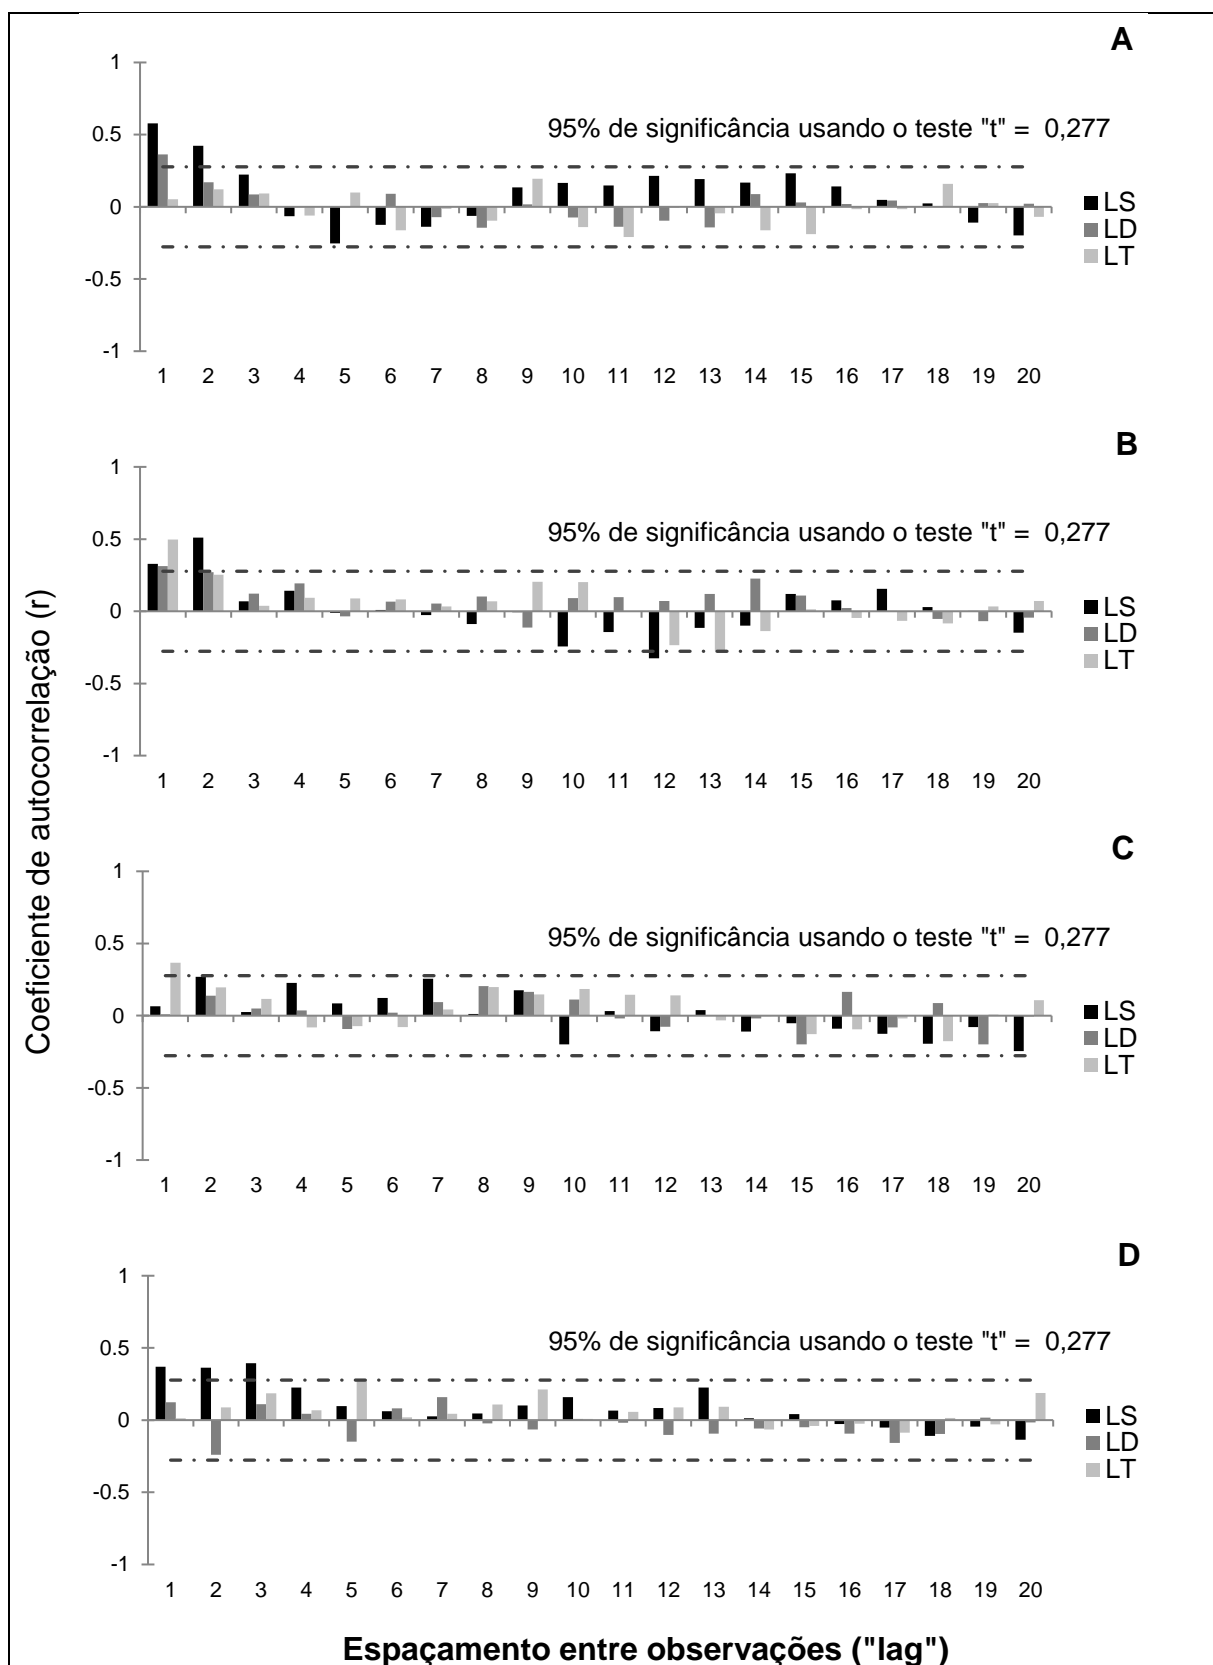 Coeficiente de autocorrelação (r)
A
1
0.5
0
-0.5
-1
95% de significância usando o teste "t" = 0,277
LS
LD
LT
1 2 3 4 5 6 7 8 9 10 11 12 13 14 15 16 17 18 19 20
B
1
0.5
0
-0.5
-1
95% de significância usando o teste "t" = 0,277
LS
LD
LT
1 2 3 4 5 6 7 8 9 10 11 12 13 14 15 16 17 18 19 20
C
1
0.5
0
-0.5
-1
95% de significância usando o teste "t" = 0,277
LS
LD
LT
1 2 3 4 5 6 7 8 9 10 11 12 13 14 15 16 17 18 19 20
D
1
0.5
0
-0.5
-1
95% de significância usando o teste "t" = 0,277
LS
LD
LT
1 2 3 4 5 6 7 8 9 10 11 12 13 14 15 16 17 18 19 20
Espaçamento entre observações ("lag")